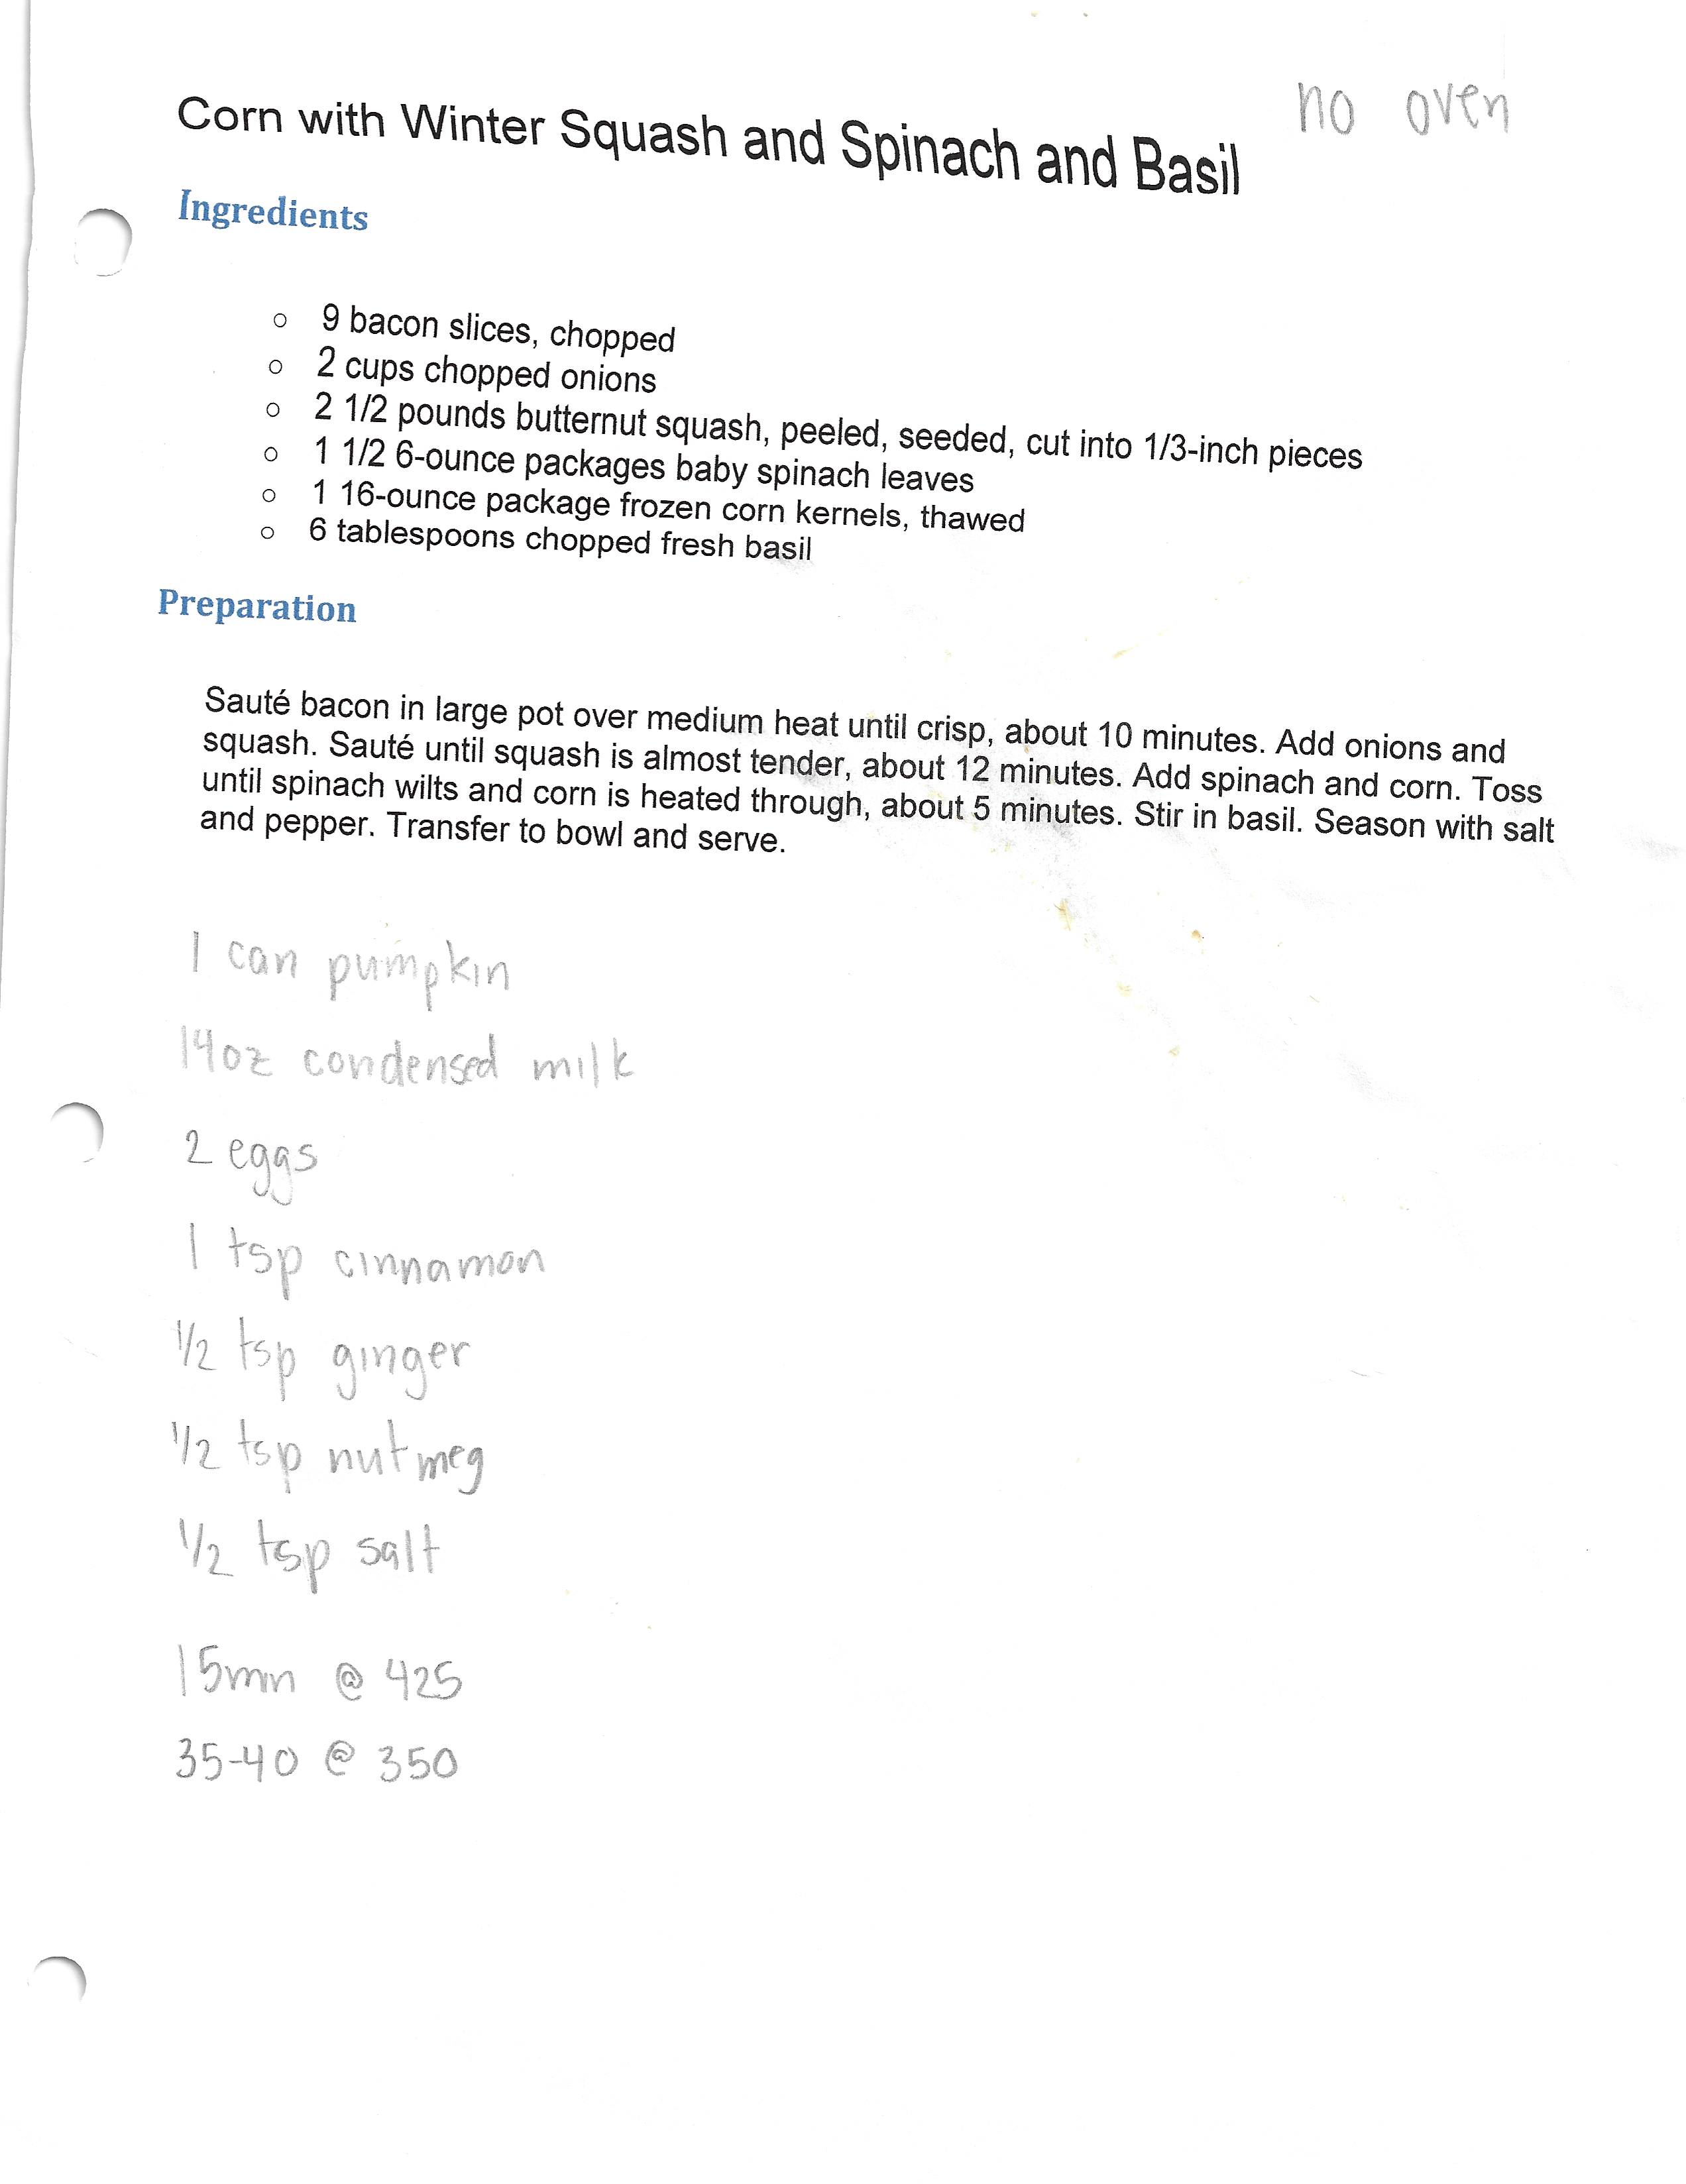 no oven
Corn with Winter Squash and Spinach and Basil
Ingredients
9 bacon slices, chopped
2 cups chopped onions
2 1/2 pounds butternut squash, peeled, seeded, cut into 1/3-inch pieces
1 1/2 6-ounce packages baby spinach leaves
1 16-ounce package frozen corn kernels, thawed
6 tablespoons chopped fresh basil
Preparation
Sauté bacon in large pot over medium heat until crisp, about 10 minutes. Add onions and
squash. Sauté until squash is almost tender, about 12 minutes. Add spinach and corn. Toss
until spinach wilts and corn is heated through, about 5 minutes. Stir in basil. Season with salt
and pepper. Transfer to bowl and serve.
1 can pumpkin
14oz condensed milk
2 eggs
1 tsp cinnamon
1/2 tsp ginger
1/2 tsp nutmeg
1/2 tsp salt
15min @ 425
35-40 @ 350